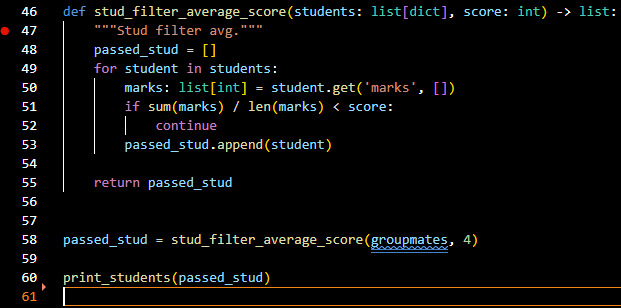 46 def stud_filter_average_score(students: list[dict], score: int) -> list:
47     """Stud filter avg."""
48     passed_stud = []
49     for student in students:
50         marks: list[int] = student.get('marks', [])
51         if sum(marks) / len(marks) < score:
52             continue
53         passed_stud.append(student)
54
55     return passed_stud
56
57
58 passed_stud = stud_filter_average_score(groupmates, 4)
59
60 print_students(passed_stud)
61